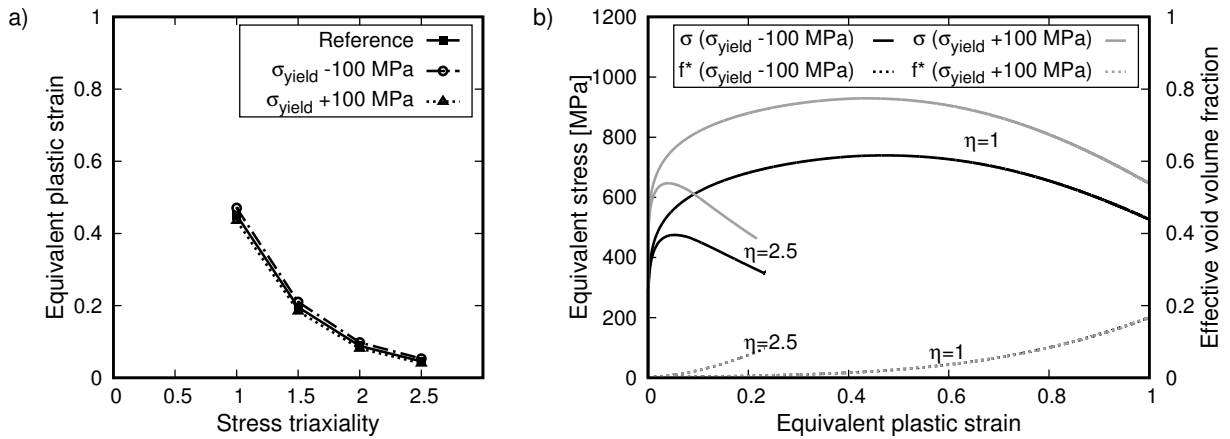 a)
1
0.8
0.6
0.4
0.2
0
0
0.5
1
1.5
2
2.5
Equivalent plastic strain
Stress triaxiality
Reference
σyield -100 MPa
σyield +100 MPa
b)
1200
1000
800
600
400
200
0
Equivalent stress [MPa]
σ (σyield -100 MPa)
σ (σyield +100 MPa)
f* (σyield -100 MPa)
f* (σyield +100 MPa)
η=1
η=2.5
η=2.5
η=1
0
0.2
0.4
0.6
0.8
1
Equivalent plastic strain
1
0.8
0.6
0.4
0.2
0
Effective void volume fraction